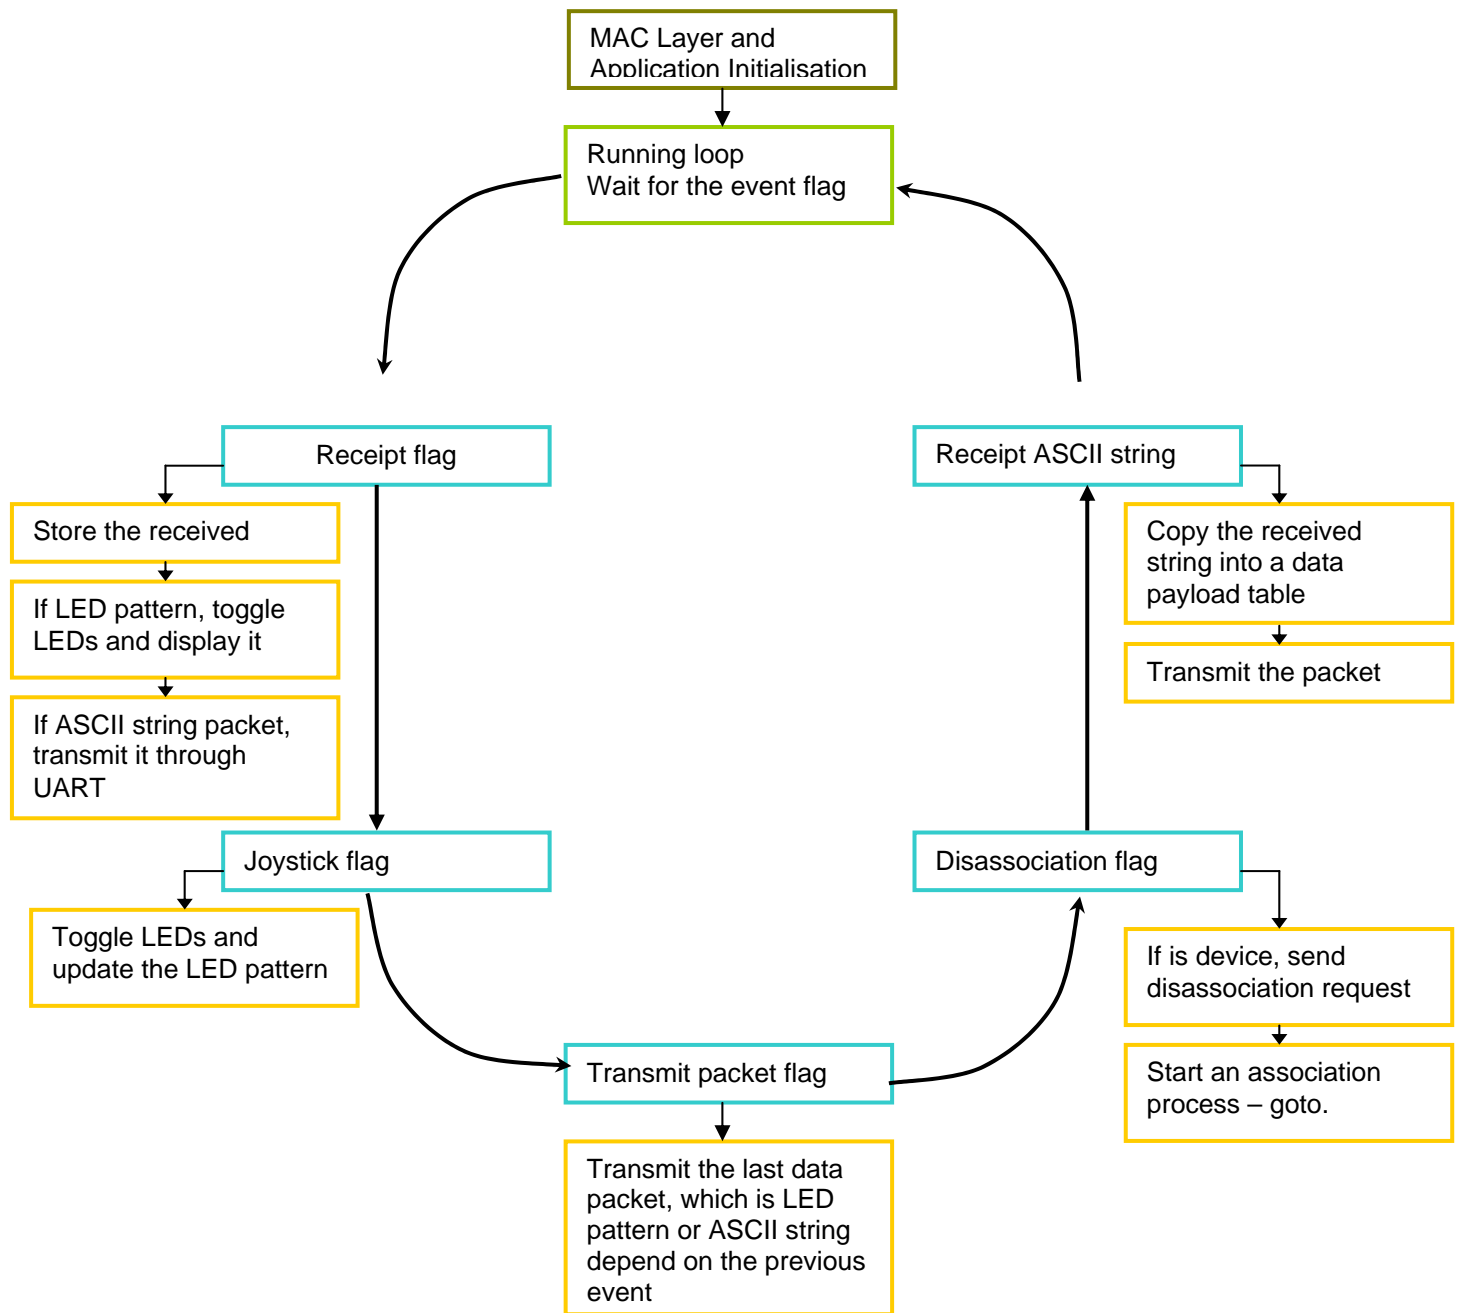 MAC Layer and
Application Initialisation
Running loop
Wait for the event flag
Receipt flag
Receipt ASCII string
Store the received
Copy the received
string into a data
payload table
If LED pattern, toggle
LEDs and display it
Transmit the packet
If ASCII string packet,
transmit it through
UART
Joystick flag
Disassociation flag
Toggle LEDs and
update the LED pattern
If is device, send
disassociation request
Transmit packet flag
Start an association
process – goto.
Transmit the last data
packet, which is LED
pattern or ASCII string
depend on the previous
event